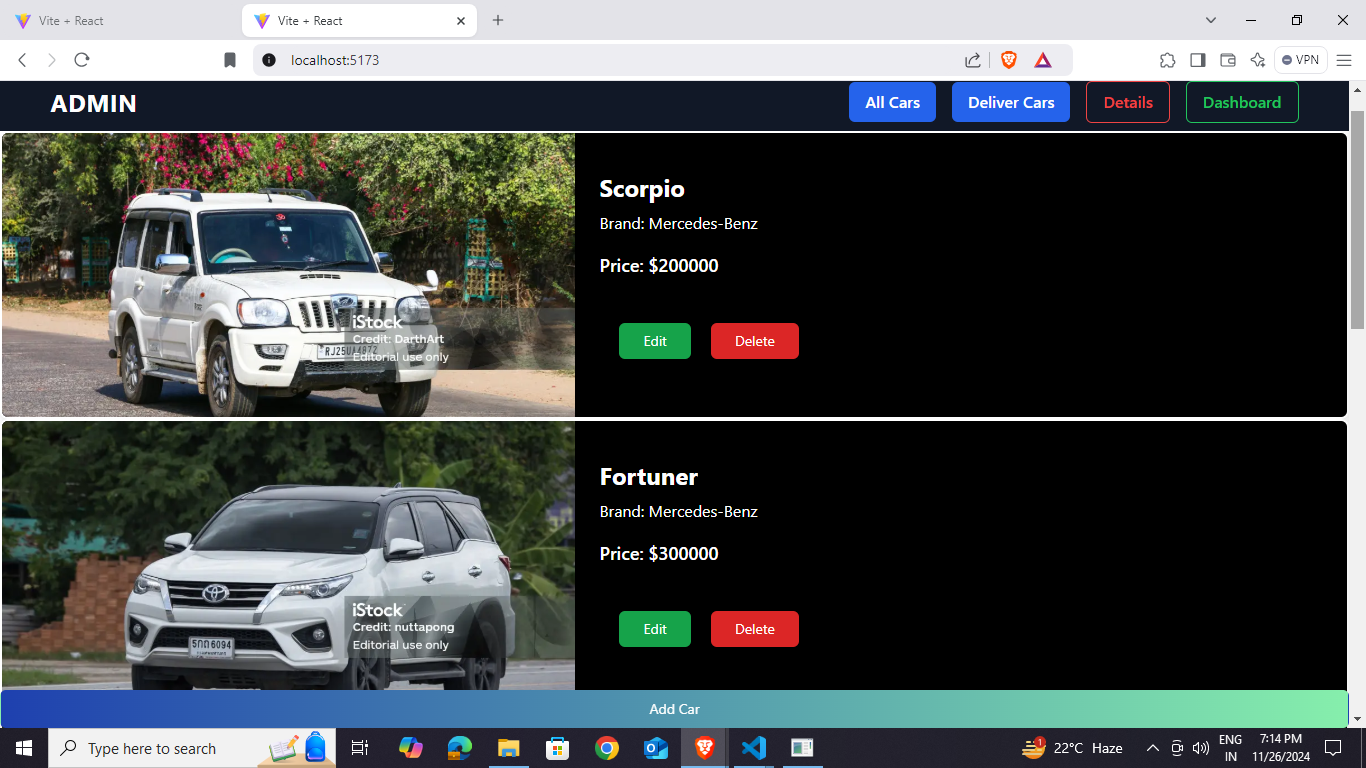 Vite + React
Vite + React
localhost:5173
VPN
ADMIN
All Cars
Deliver Cars
Details
Dashboard
Scorpio
Brand: Mercedes-Benz
Price: $200000
Edit
Delete
iStock
Credit: DarthArt
Editorial use only
Fortuner
Brand: Mercedes-Benz
Price: $300000
Edit
Delete
iStock
Credit: nuttapong
Editorial use only
Add Car
Type here to search
1
22°C Haze
ENG
IN
7:14 PM
11/26/2024